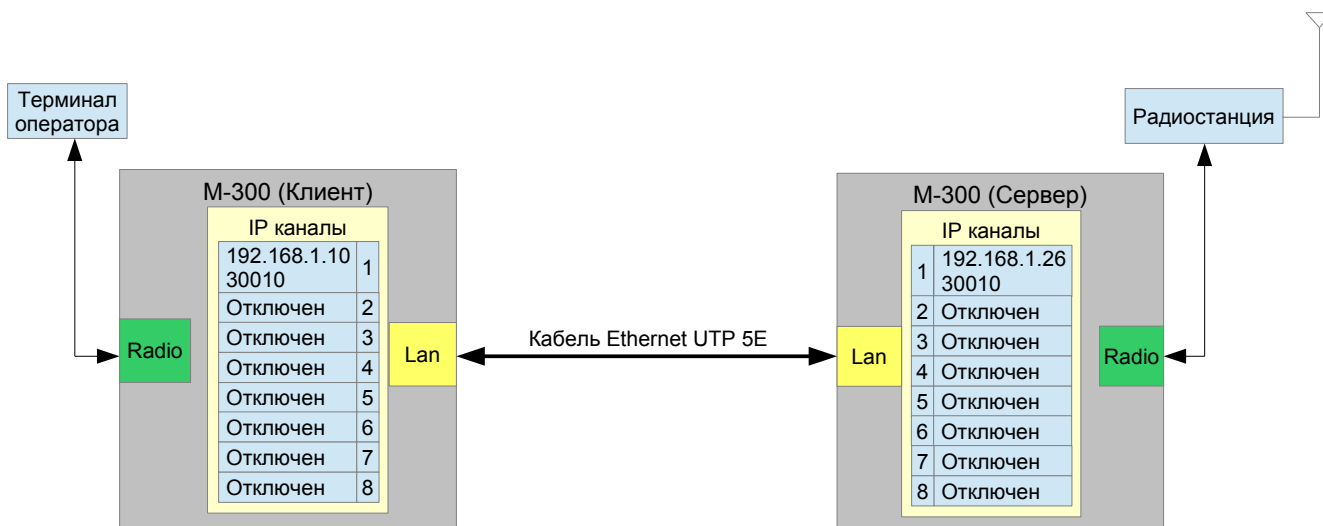 Терминал
оператора
М-300 (Клиент)
IP каналы
192.168.1.10
30010
1
Отключен 2
Отключен 3
Отключен 4
Отключен 5
Отключен 6
Отключен 7
Отключен 8
Radio
Lan
Кабель Ethernet UTP 5E
Радиостанция
М-300 (Сервер)
IP каналы
1
192.168.1.26
30010
2 Отключен
3 Отключен
4 Отключен
5 Отключен
6 Отключен
7 Отключен
8 Отключен
Lan
Radio